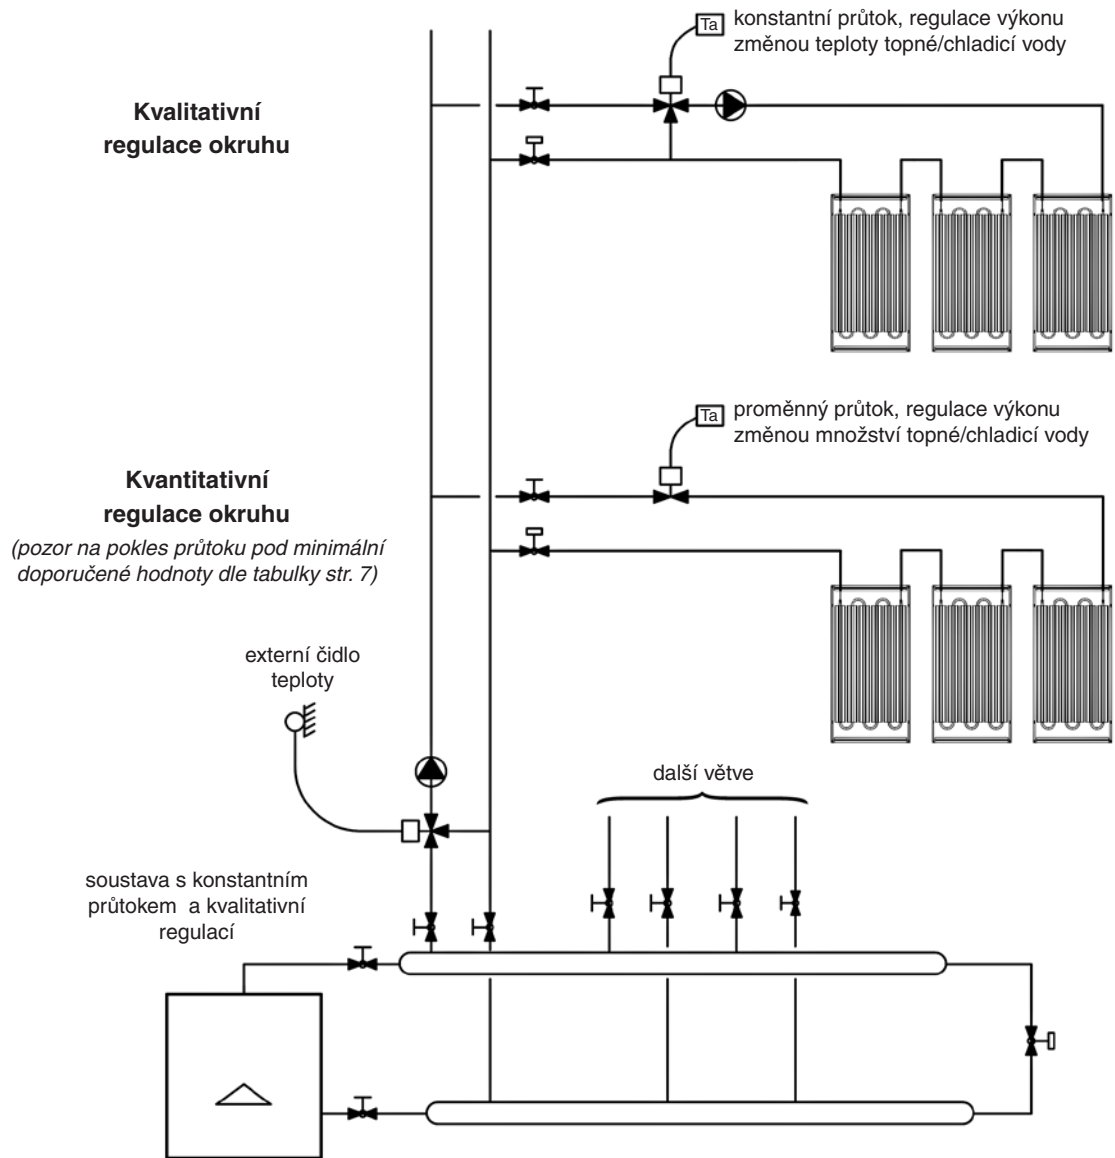 Ta
konstantní průtok, regulace výkonu
změnou teploty topné/chladicí vody
Kvalitativní
regulace okruhu
Ta
proměnný průtok, regulace výkonu
změnou množství topné/chladicí vody
Kvantitativní
regulace okruhu
(pozor na pokles průtoku pod minimální
doporučené hodnoty dle tabulky str. 7)
externí čidlo
teploty
další větve
soustava s konstantním
průtokem a kvalitativní
regulací